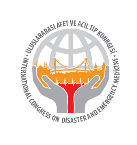 • ULUSLARARASI AFET VE ACİL TIP KONGRESİ •
INTERNATIONAL CONGRESS ON DISASTER AND EMERGENCY MEDICINE